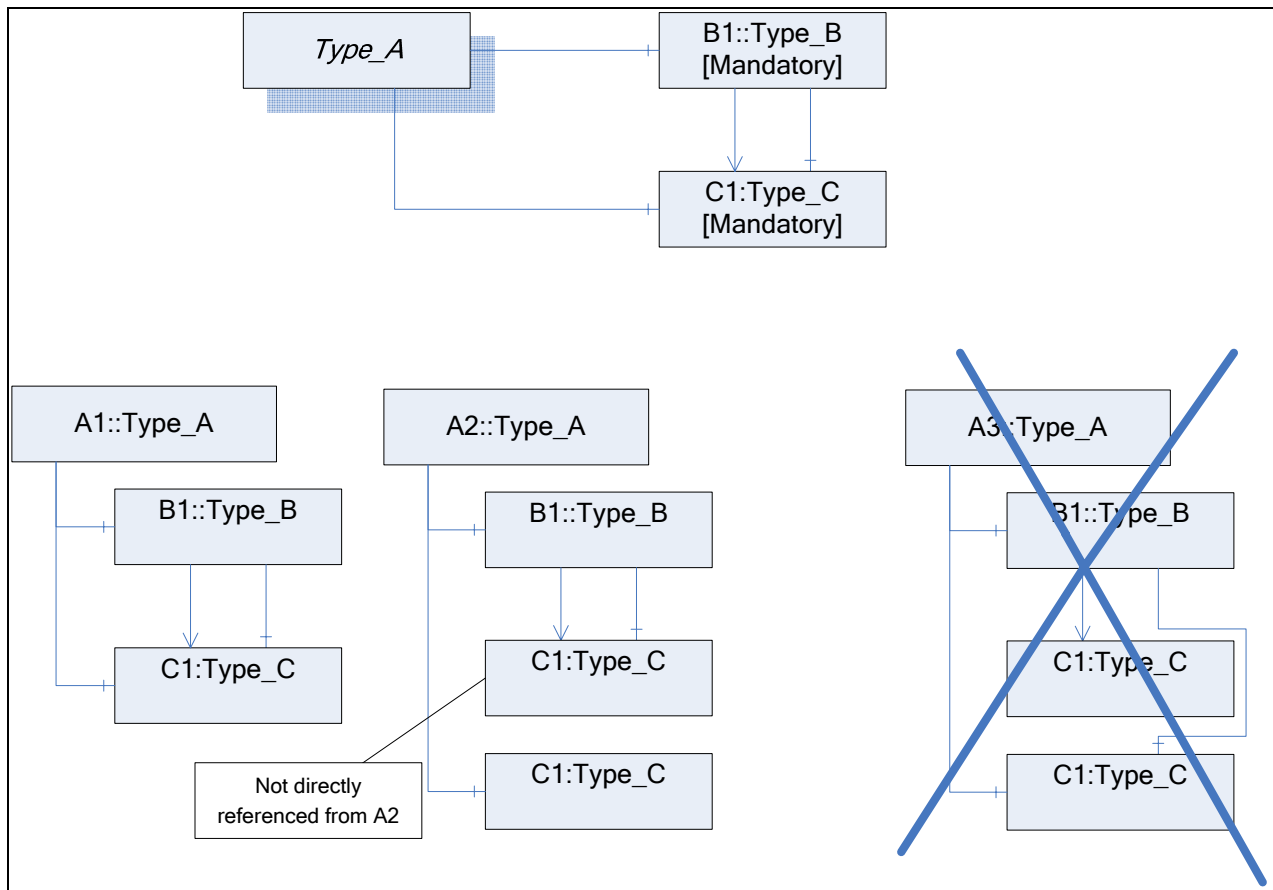 Type_A
B1::Type_B
[Mandatory]
C1:Type_C
[Mandatory]
A1::Type_A
B1::Type_B
C1:Type_C
A2::Type_A
B1::Type_B
C1:Type_C
C1:Type_C
Not directly
referenced from A2
A3::Type_A
B1::Type_B
C1:Type_C
C1:Type_C